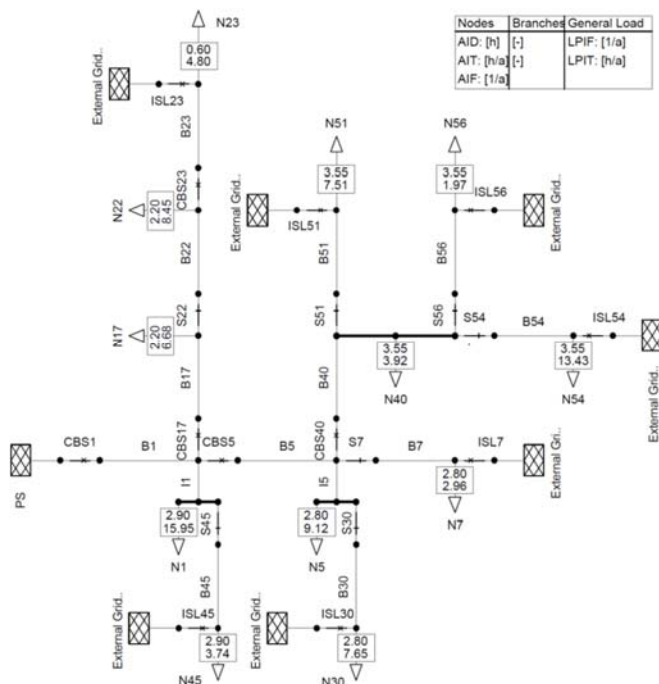 N23
Nodes Branches General Load
AID: [h] [-] LPIF: [1/a]
AIT: [h/a] [-] LPIT: [h/a]
AIF: [1/a]
0.60
4.80
External Grid..
ISL23
B23
N51
N56
CBS23
3.55
7.51
3.55
1.97
ISL56
External Grid..
N22
2.20
8.45
External Grid..
ISL51
External Grid..
B22
B51
B56
S22
S51
S56
S54
B54
ISL54
N17
2.20
6.68
3.55
3.92
3.55
13.43
N40
N54
External Grid..
B17
B40
CBS17
CBS40
CBS1
B1
CBS5
B5
S7
B7
ISL7
PS
External Gri..
I1
I5
2.80
2.96
N7
2.90
15.95
S45
2.80
9.12
S30
N1
N5
B45
B30
External Grid..
ISL45
External Grid..
ISL30
2.90
3.74
2.80
7.65
N45
N30